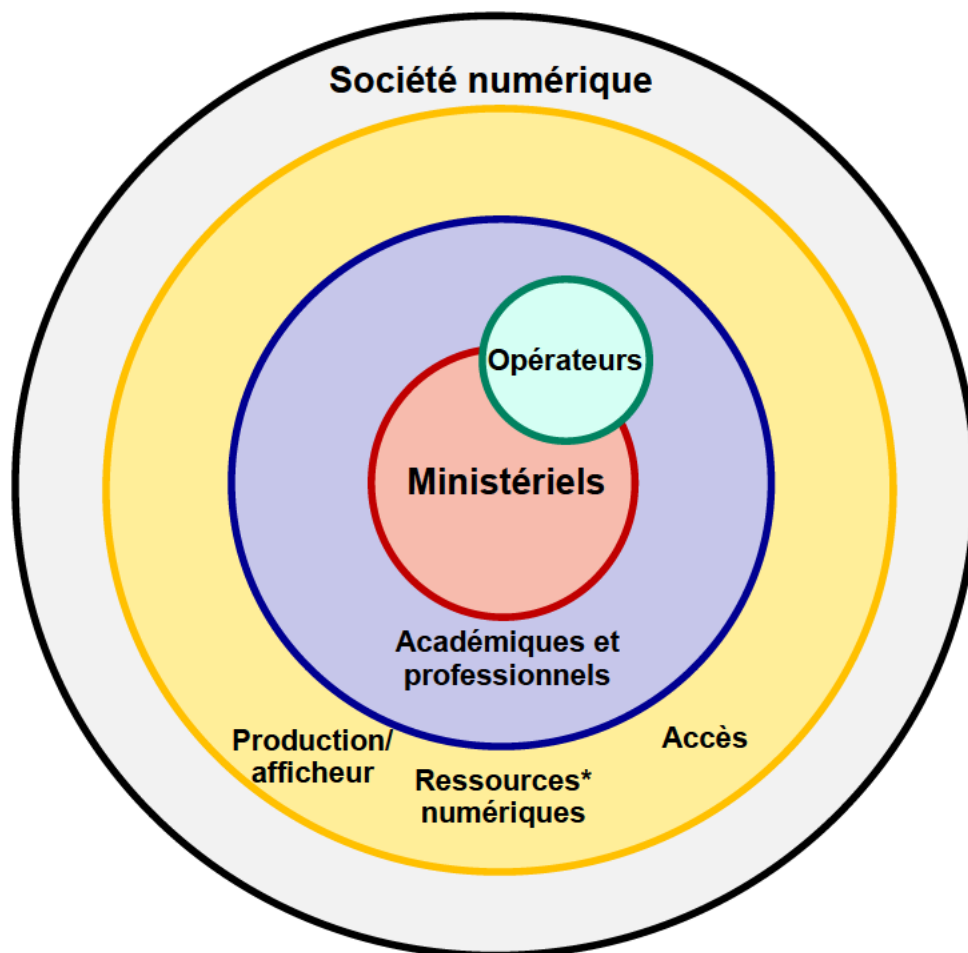 Société numérique
Opérateurs
Ministériels
Académiques et
professionnels
Production/
afficheur
Ressources*
numériques
Accès